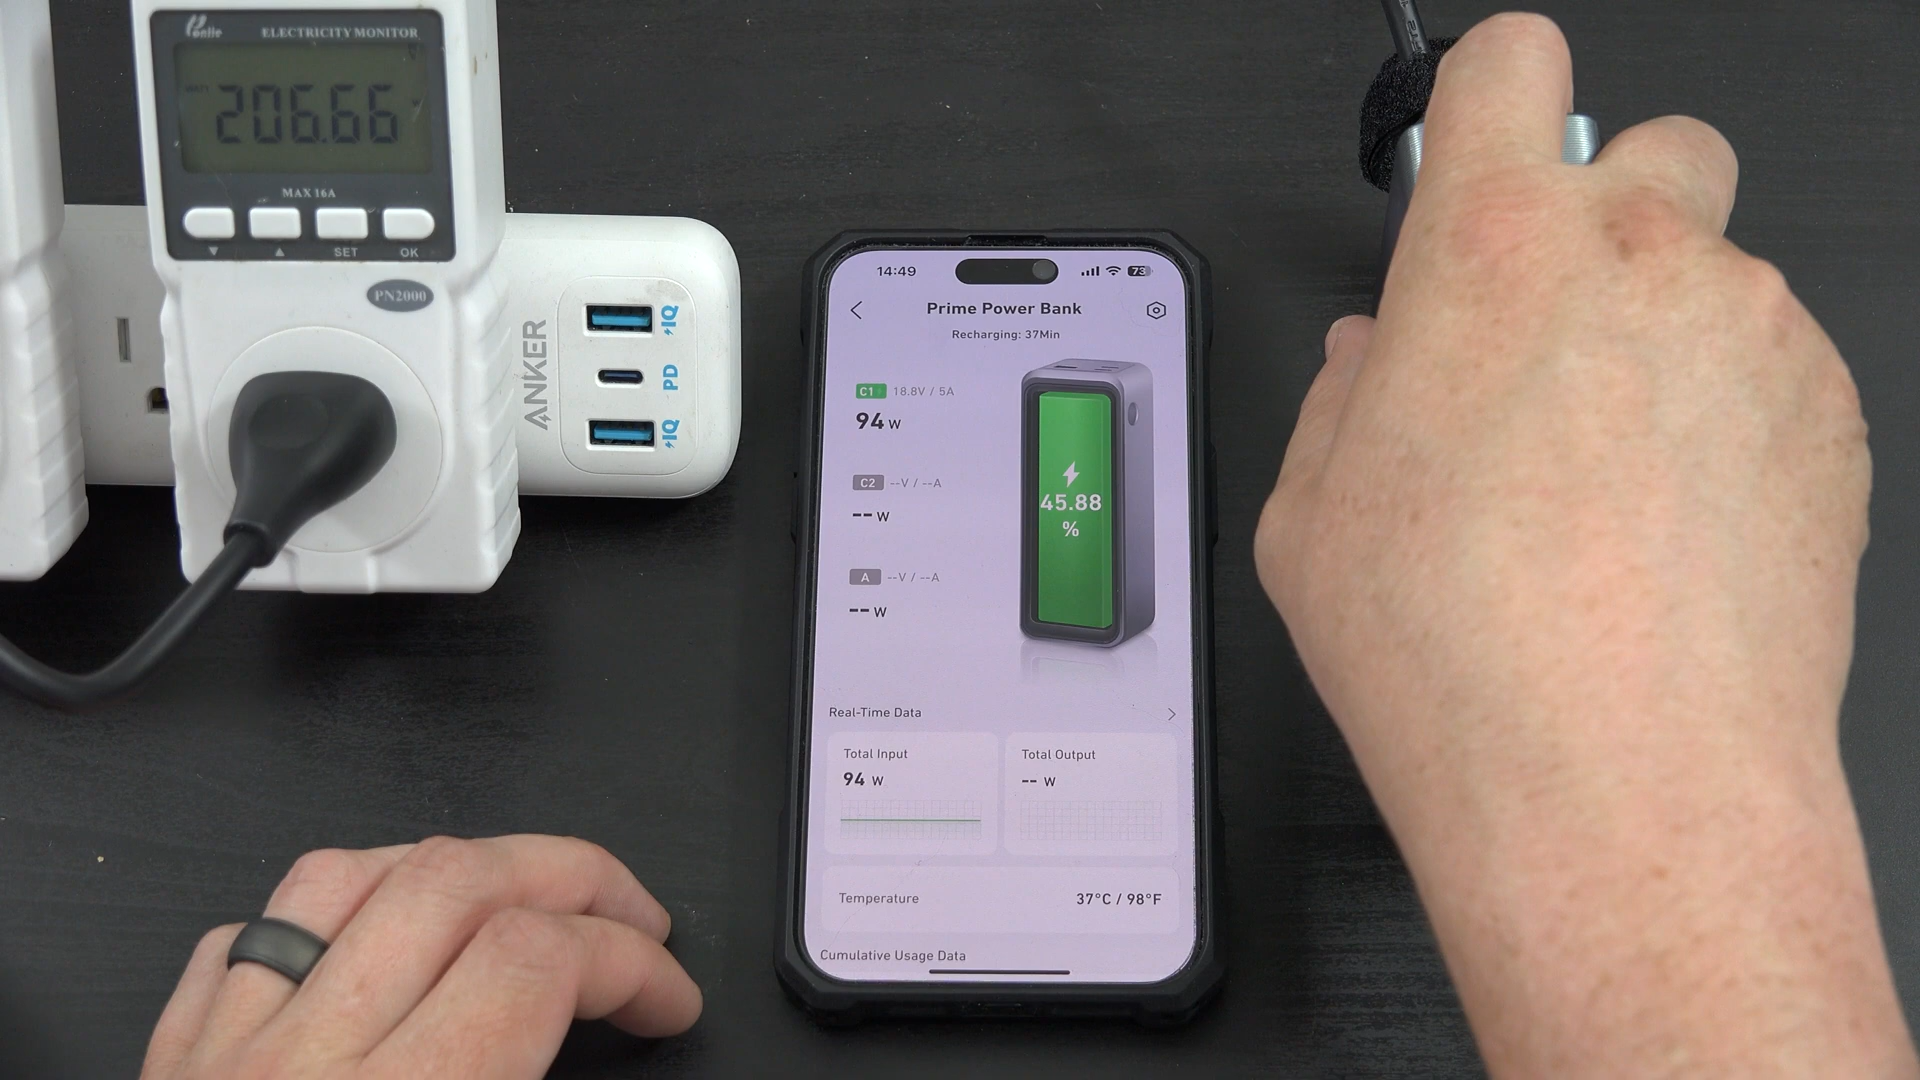 Ponlie ELECTRICITY MONITOR
WATT
206.66
MAX 16A
SET OK
PN2000
ANKER
IQ
PD
IQ
14:49
73
Prime Power Bank
Recharging: 37Min
C1 18.8V / 5A
94 W
C2 --V / --A
-- W
A --V / --A
-- W
45.88
%
Real-Time Data
Total Input
94 W
Total Output
-- W
Temperature 37°C / 98°F
Cumulative Usage Data